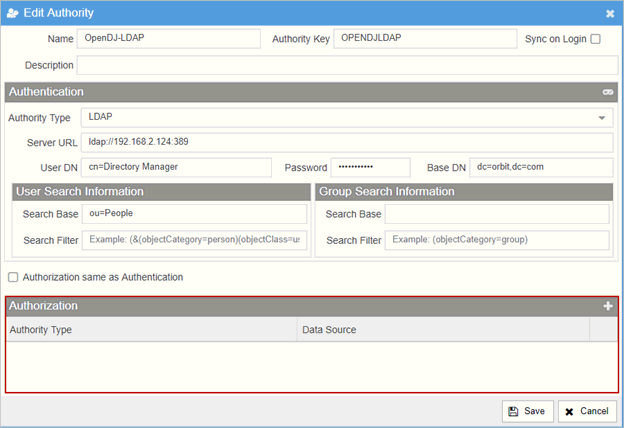 Edit Authority
Name OpenDJ-LDAP Authority Key OPENDJLDAP Sync on Login
Description
Authentication
Authority Type LDAP
Server URL ldap://192.168.2.124:389
User DN cn=Directory Manager Password ••••••••••• Base DN dc=orbit,dc=com
User Search Information Group Search Information
Search Base ou=People Search Base
Search Filter Example: (&(objectCategory=person)(objectClass=us Search Filter Example: (objectCategory=group)
Authorization same as Authentication
Authorization
Authority Type Data Source
Save Cancel